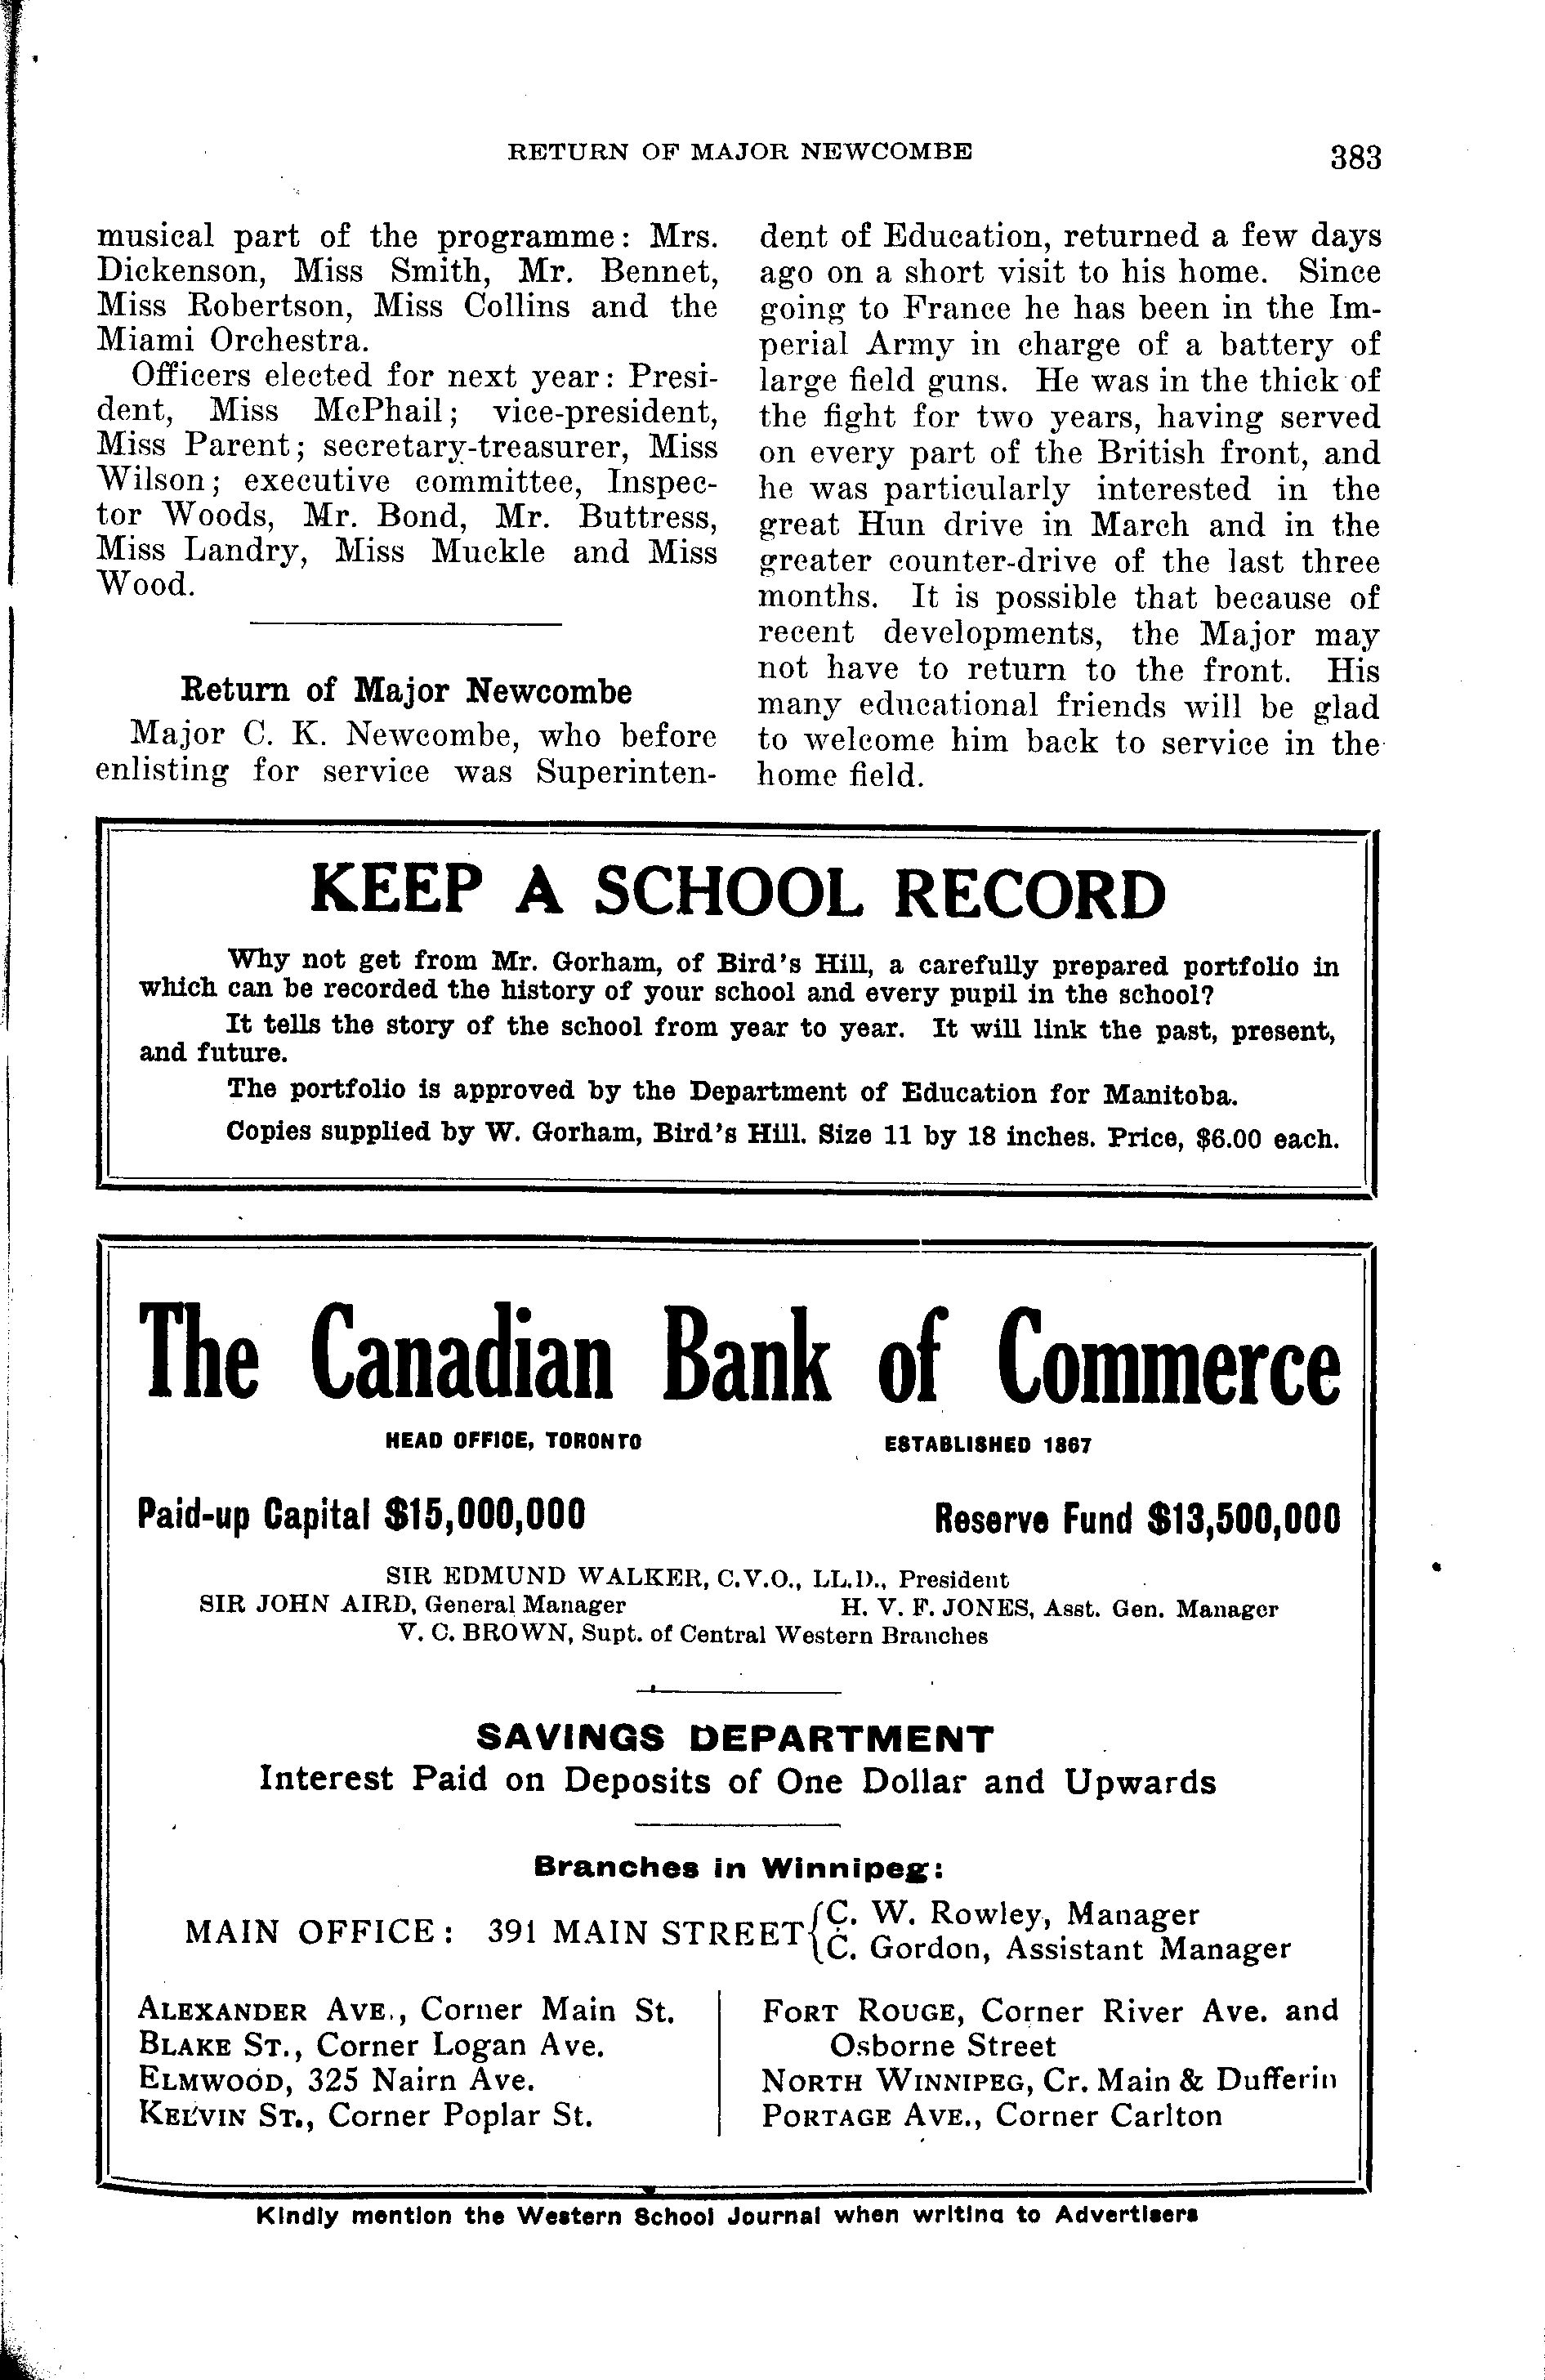 RETURN OF MAJOR NEWCOMBE 383
musical part of the programme: Mrs.
Dickenson, Miss Smith, Mr. Bennet,
Miss Robertson, Miss Collins and the
Miami Orchestra.
Officers elected for next year: Presi-
dent, Miss McPhail; vice-president,
Miss Parent; secretary-treasurer, Miss
Wilson; executive committee, Inspec-
tor Woods, Mr. Bond, Mr. Buttress,
Miss Landry, Miss Muckle and Miss
Wood.
Return of Major Newcombe
Major C. K. Newcombe, who before
enlisting for service was Superinten-
dent of Education, returned a few days
ago on a short visit to his home. Since
going to France he has been in the Im-
perial Army in charge of a battery of
large field guns. He was in the thick of
the fight for two years, having served
on every part of the British front, and
he was particularly interested in the
great Hun drive in March and in the
greater counter-drive of the last three
months. It is possible that because of
recent developments, the Major may
not have to return to the front. His
many educational friends will be glad
to welcome him back to service in the
home field.
KEEP A SCHOOL RECORD
Why not get from Mr. Gorham, of Bird's Hill, a carefully prepared portfolio in
which can be recorded the history of your school and every pupil in the school?
It tells the story of the school from year to year. It will link the past, present,
and future.
The portfolio is approved by the Department of Education for Manitoba.
Copies supplied by W. Gorham, Bird's Hill. Size 11 by 18 inches. Price, $6.00 each.
The Canadian Bank of Commerce
HEAD OFFICE, TORONTO ESTABLISHED 1867
Paid-up Capital $15,000,000 Reserve Fund $13,500,000
SIR EDMUND WALKER, C.V.O., LL.D., President
SIR JOHN AIRD, General Manager H. V. F. JONES, Asst. Gen. Manager
V. C. BROWN, Supt. of Central Western Branches
SAVINGS DEPARTMENT
Interest Paid on Deposits of One Dollar and Upwards
Branches in Winnipeg:
MAIN OFFICE: 391 MAIN STREET
C. W. Rowley, Manager
C. Gordon, Assistant Manager
ALEXANDER AVE., Corner Main St.
BLAKE ST., Corner Logan Ave.
ELMWOOD, 325 Nairn Ave.
KELVIN ST., Corner Poplar St.
FORT ROUGE, Corner River Ave. and
Osborne Street
NORTH WINNIPEG, Cr. Main & Dufferin
PORTAGE AVE., Corner Carlton
Kindly mention the Western School Journal when writing to Advertisers